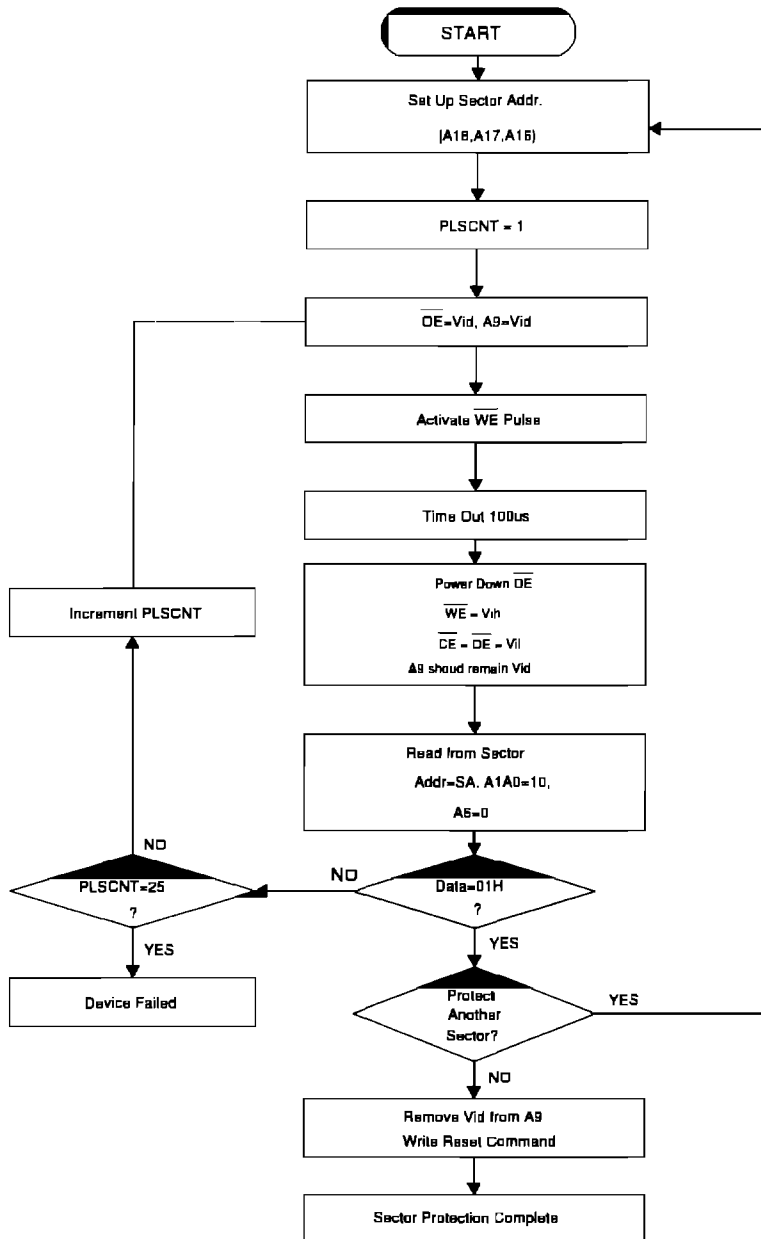 START
Set Up Sector Addr.
(A18,A17,A16)
PLSCNT = 1
OE=Vid, A9=Vid
Activate WE Pulse
Time Out 100us
Power Down OE
WE = Vih
CE = OE = Vil
A9 shoud remain Vid
Increment PLSCNT
Read from Sector
Addr=SA, A1A0=10,
A6=0
NO
PLSCNT=25
?
NO
Data=01H
?
YES
YES
Device Failed
Protect
Another
Sector?
YES
NO
Remove Vid from A9
Write Reset Command
Sector Protection Complete